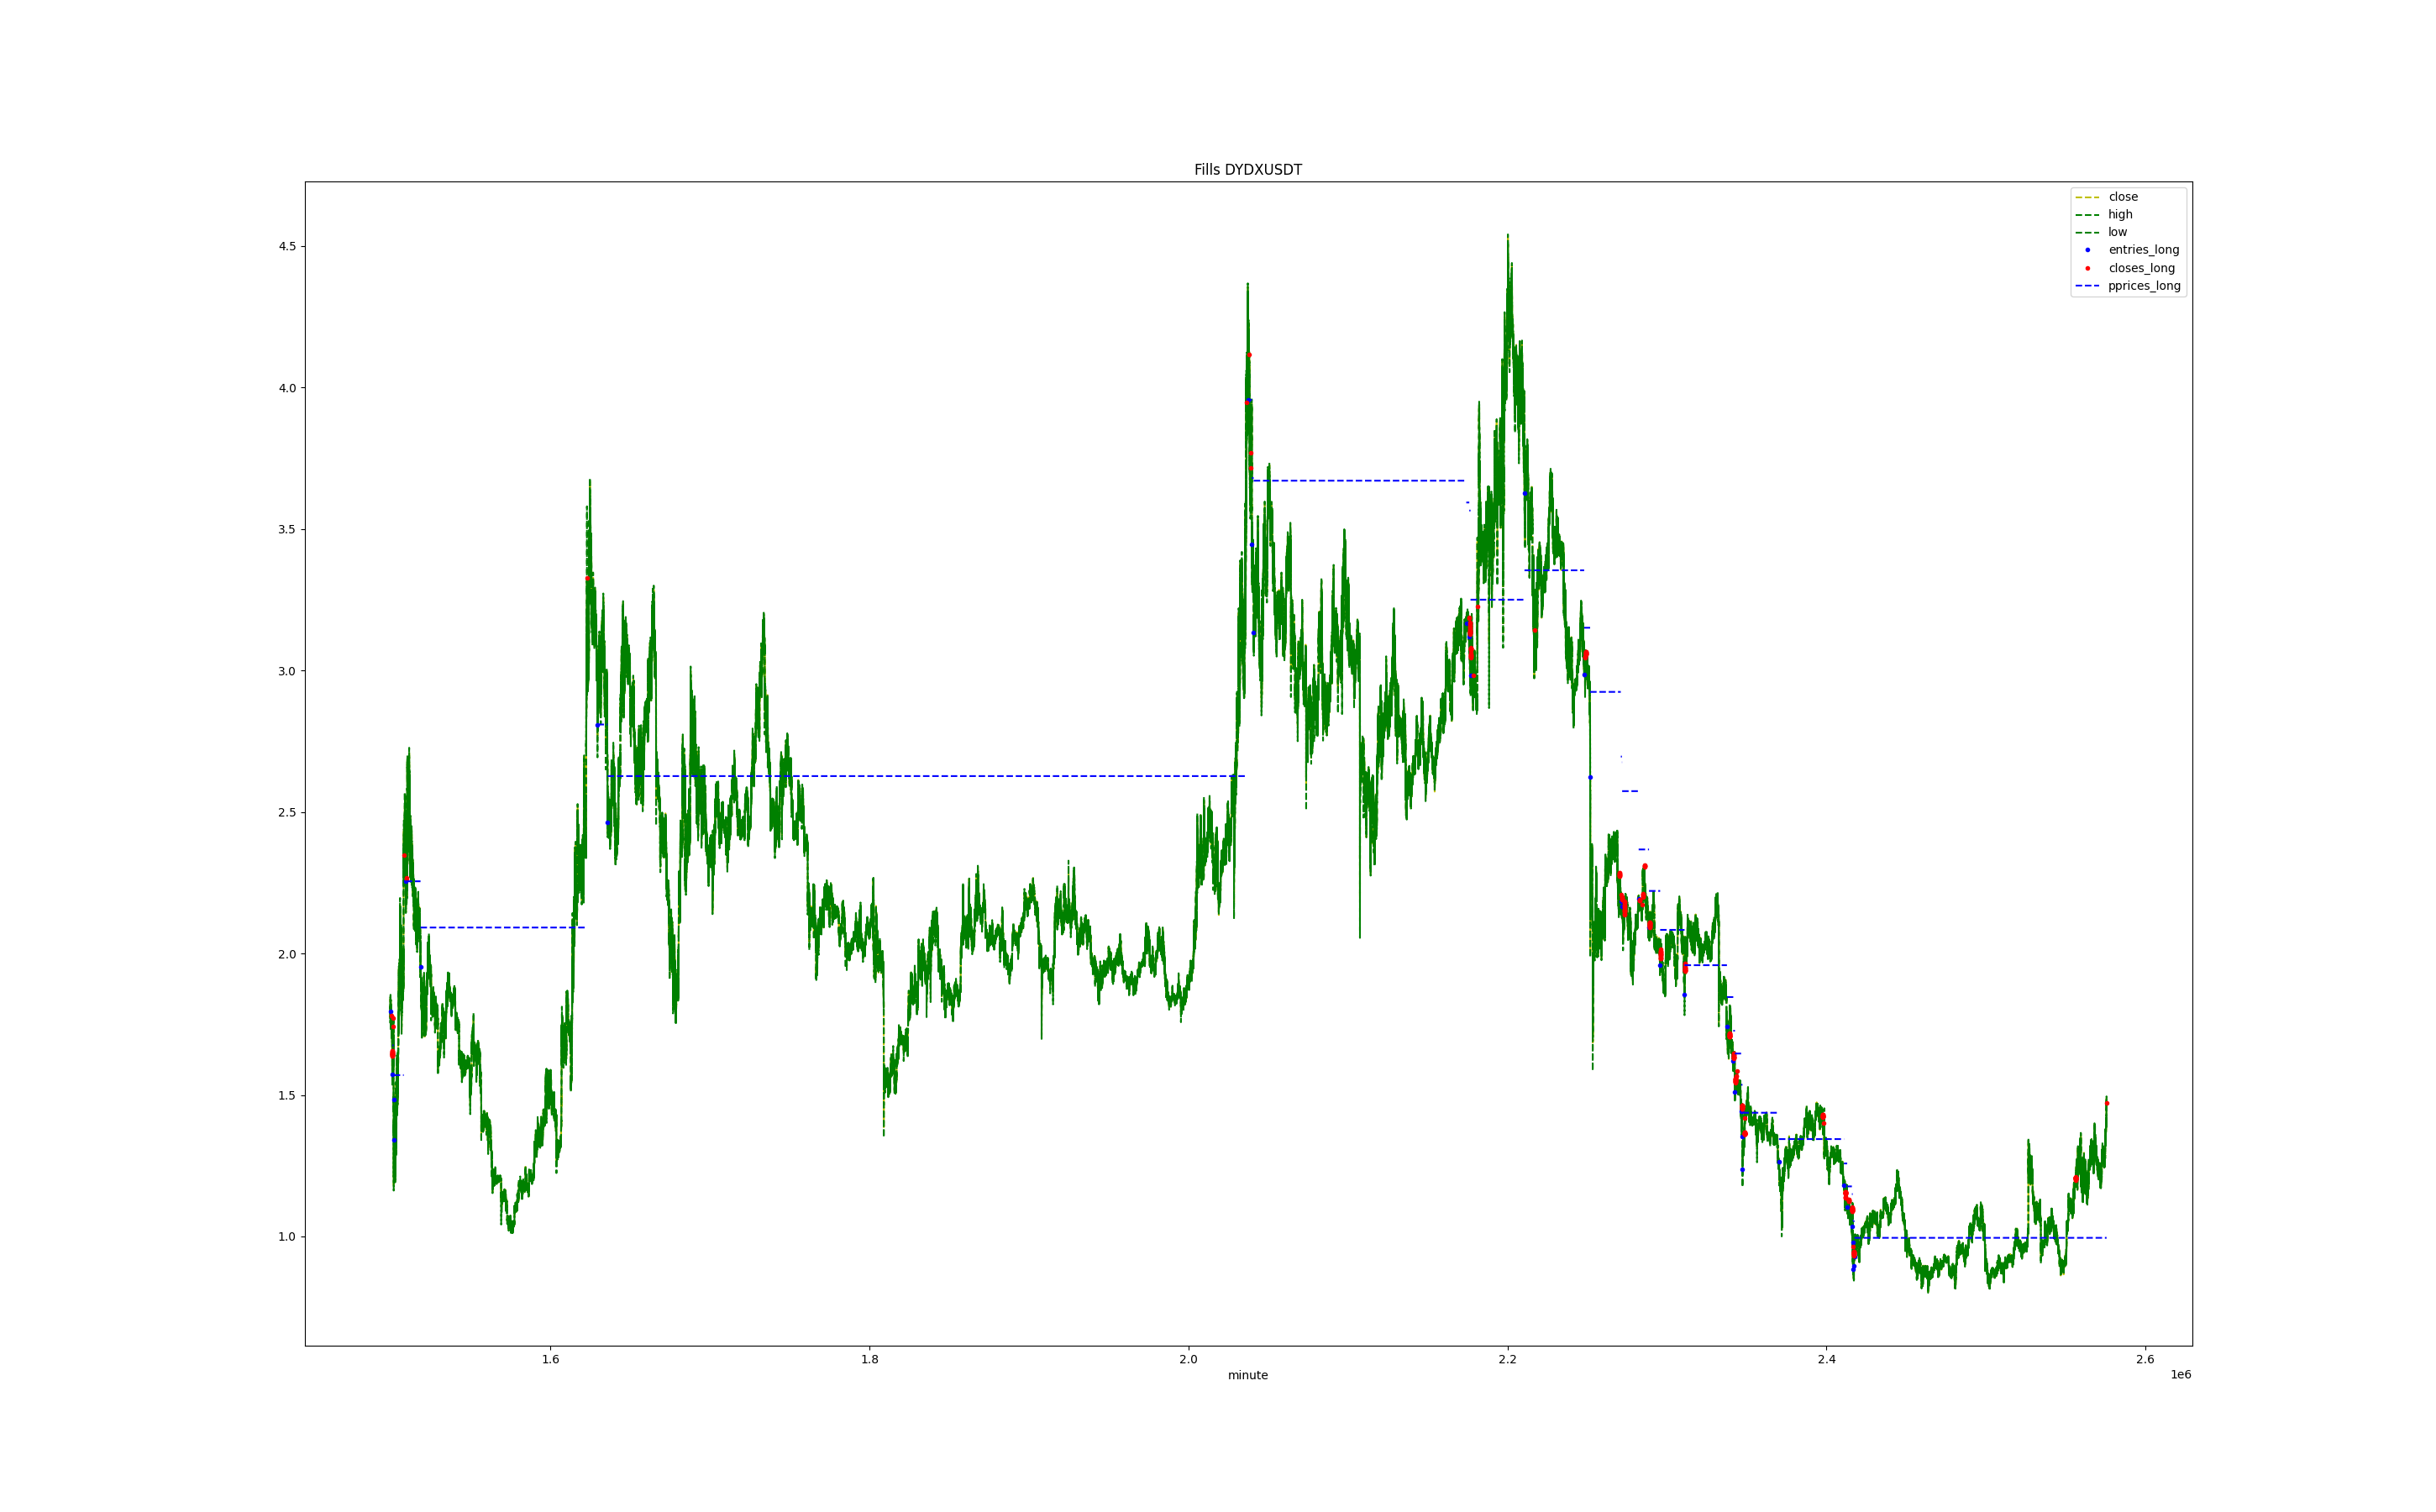 Fills DYDXUSDT
close
high
low
entries_long
closes_long
pprices_long
4.5
4.0
3.5
3.0
2.5
2.0
1.5
1.0
1.6
1.8
2.0
2.2
2.4
2.6
minute
1e6